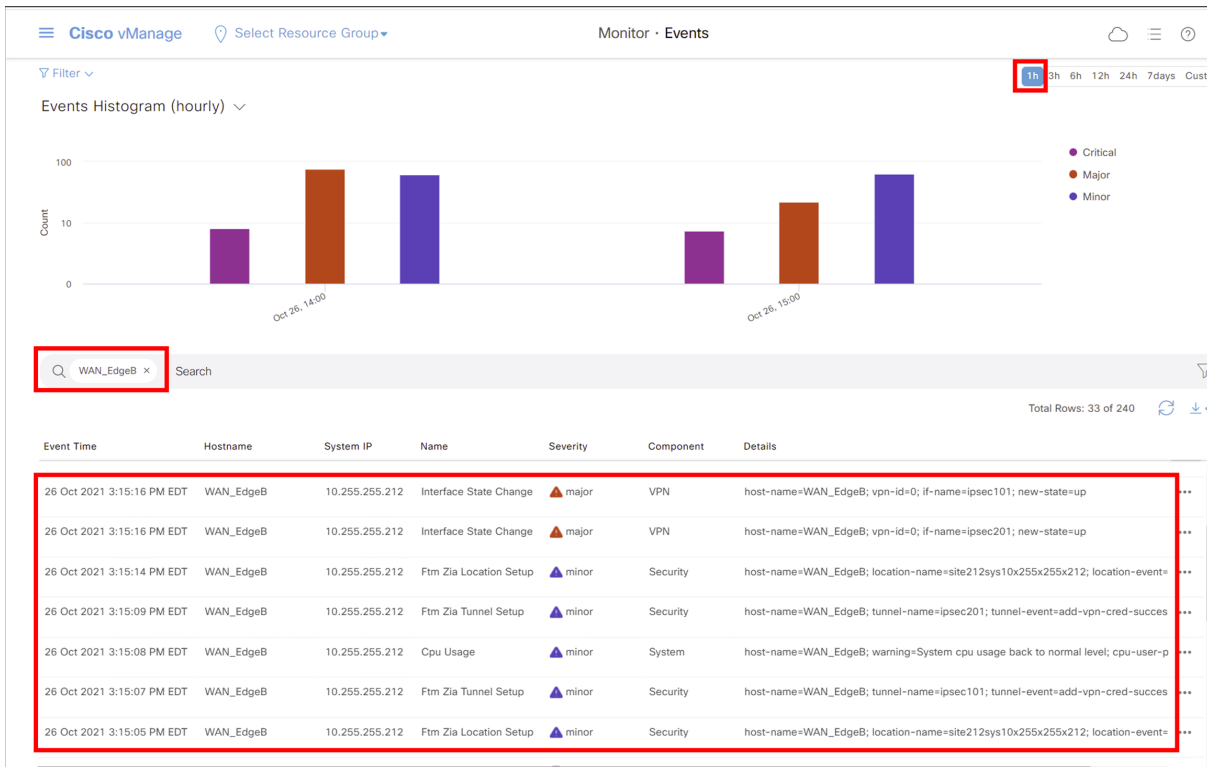 Cisco vManage
Select Resource Group
Monitor · Events
Filter
1h 3h 6h 12h 24h 7days Cust
Events Histogram (hourly)
100
10
0
Count
Oct 26, 14:00
Oct 26, 15:00
Critical
Major
Minor
WAN_EdgeB × Search
Total Rows: 33 of 240
Event Time Hostname System IP Name Severity Component Details
26 Oct 2021 3:15:16 PM EDT WAN_EdgeB 10.255.255.212 Interface State Change major VPN host-name=WAN_EdgeB; vpn-id=0; if-name=ipsec101; new-state=up
26 Oct 2021 3:15:16 PM EDT WAN_EdgeB 10.255.255.212 Interface State Change major VPN host-name=WAN_EdgeB; vpn-id=0; if-name=ipsec201; new-state=up
26 Oct 2021 3:15:14 PM EDT WAN_EdgeB 10.255.255.212 Ftm Zia Location Setup minor Security host-name=WAN_EdgeB; location-name=site212sys10x255x255x212; location-event=
26 Oct 2021 3:15:09 PM EDT WAN_EdgeB 10.255.255.212 Ftm Zia Tunnel Setup minor Security host-name=WAN_EdgeB; tunnel-name=ipsec201; tunnel-event=add-vpn-cred-succes
26 Oct 2021 3:15:08 PM EDT WAN_EdgeB 10.255.255.212 Cpu Usage minor System host-name=WAN_EdgeB; warning=System cpu usage back to normal level; cpu-user-p
26 Oct 2021 3:15:07 PM EDT WAN_EdgeB 10.255.255.212 Ftm Zia Tunnel Setup minor Security host-name=WAN_EdgeB; tunnel-name=ipsec101; tunnel-event=add-vpn-cred-succes
26 Oct 2021 3:15:05 PM EDT WAN_EdgeB 10.255.255.212 Ftm Zia Location Setup minor Security host-name=WAN_EdgeB; location-name=site212sys10x255x255x212; location-event=